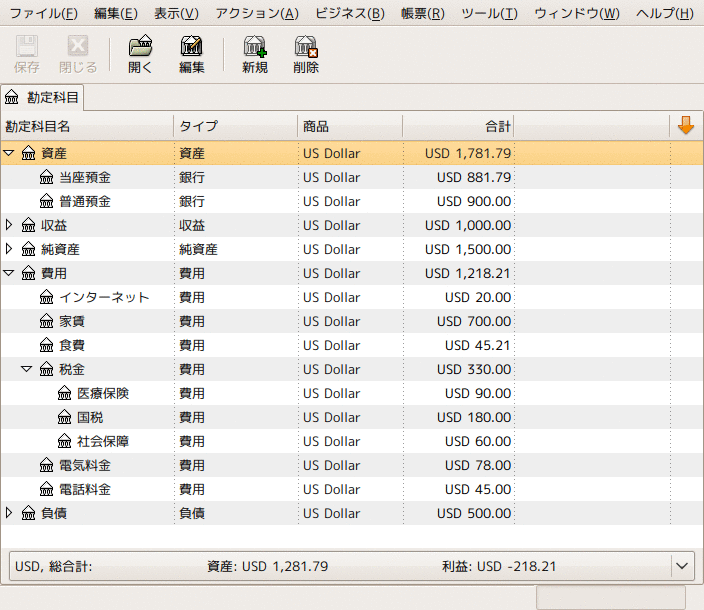 ファイル(F) 編集(E) 表示(V) アクション(A) ビジネス(B) 帳票(R) ツール(T) ウィンドウ(W) ヘルプ(H)
保存 閉じる 開く 編集 新規 削除
勘定科目
勘定科目名 タイプ 商品 合計
資産 資産 US Dollar USD 1,781.79
当座預金 銀行 US Dollar USD 881.79
普通預金 銀行 US Dollar USD 900.00
収益 収益 US Dollar USD 1,000.00
純資産 純資産 US Dollar USD 1,500.00
費用 費用 US Dollar USD 1,218.21
インターネット 費用 US Dollar USD 20.00
家賃 費用 US Dollar USD 700.00
食費 費用 US Dollar USD 45.21
税金 費用 US Dollar USD 330.00
医療保険 費用 US Dollar USD 90.00
国税 費用 US Dollar USD 180.00
社会保障 費用 US Dollar USD 60.00
電気料金 費用 US Dollar USD 78.00
電話料金 費用 US Dollar USD 45.00
負債 負債 US Dollar USD 500.00
USD, 総合計: 資産: USD 1,281.79 利益: USD -218.21